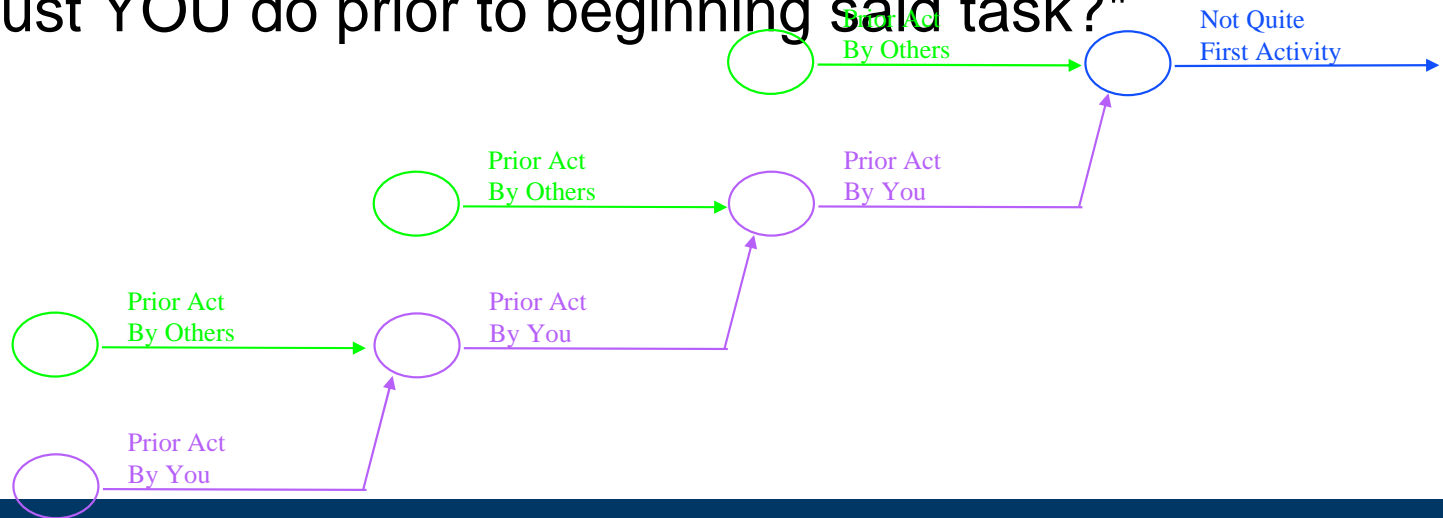 ust YOU do prior to beginning said task?"
Prior Act
By Others
Not Quite
First Activity
Prior Act
By Others
Prior Act
By You
Prior Act
By Others
Prior Act
By You
Prior Act
By You